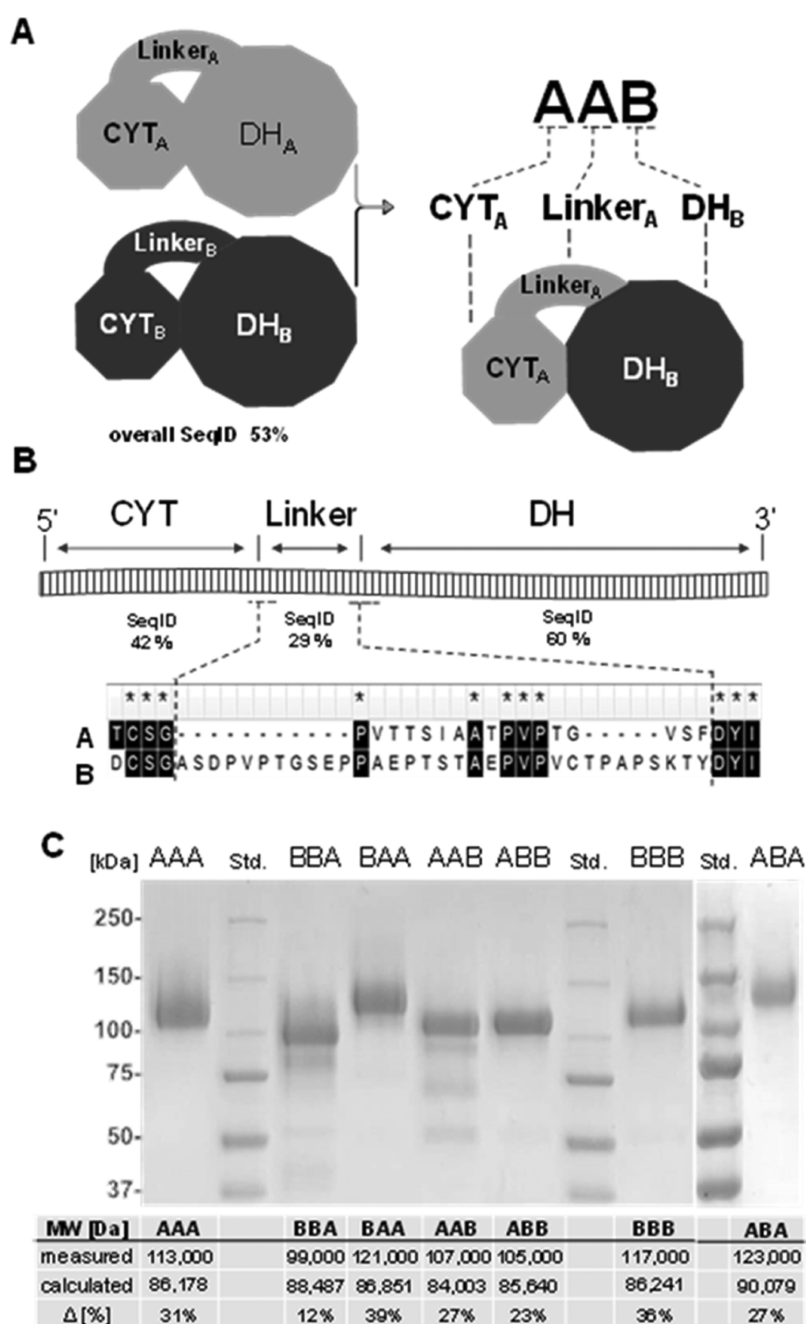 A
Linker_A
CYT_A DH_A
Linker_B
CYT_B DH_B
overall SeqID 53%
AAB
CYT_A Linker_A DH_B
Linker_A
CYT_A DH_B
B
5' CYT Linker DH 3'
SeqID 42% SeqID 29% SeqID 60%
* * * * * * * * * * *
A T C S G - - - - - - - - - - - P V T T S I A A T P V P T G - - - - - V S F D Y I
B D C S G A S D P V P T G S E P P A E P T S T A E P V P V C T P A P S K T Y D Y I
C
[kDa] AAA Std. BBA BAA AAB ABB Std. BBB Std. ABA
250-
150-
100-
75-
50-
37-
MW [Da] AAA BBA BAA AAB ABB BBB ABA
measured 113,000 99,000 121,000 107,000 105,000 117,000 123,000
calculated 86,178 88,487 86,851 84,003 85,640 86,241 90,079
Δ [%] 31% 12% 39% 27% 23% 36% 27%